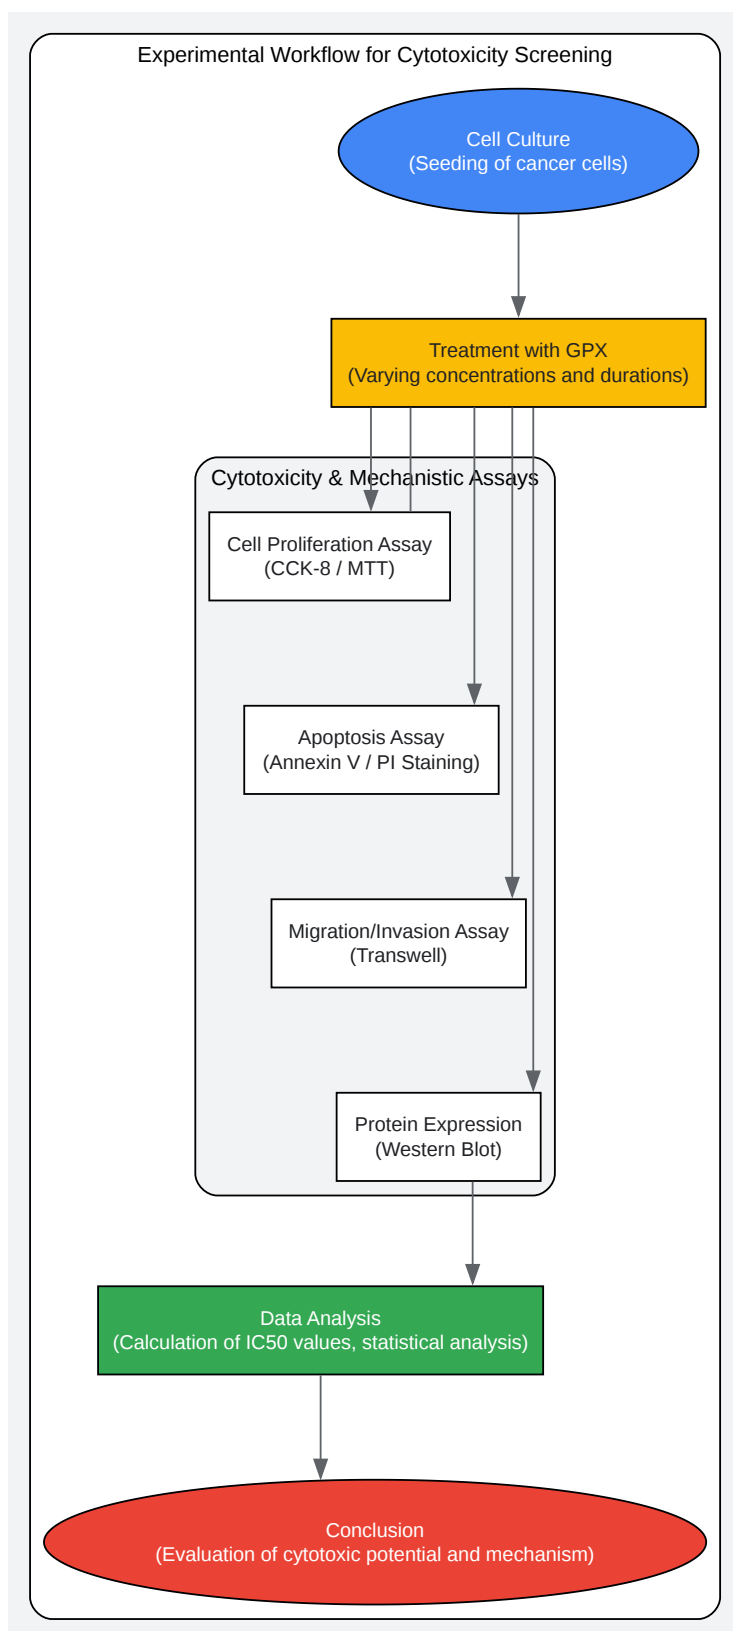 Experimental Workflow for Cytotoxicity Screening
Cell Culture
(Seeding of cancer cells)
Treatment with GPX
(Varying concentrations and durations)
Cytotoxicity & Mechanistic Assays
Cell Proliferation Assay
(CCK-8 / MTT)
Apoptosis Assay
(Annexin V / PI Staining)
Migration/Invasion Assay
(Transwell)
Protein Expression
(Western Blot)
Data Analysis
(Calculation of IC50 values, statistical analysis)
Conclusion
(Evaluation of cytotoxic potential and mechanism)